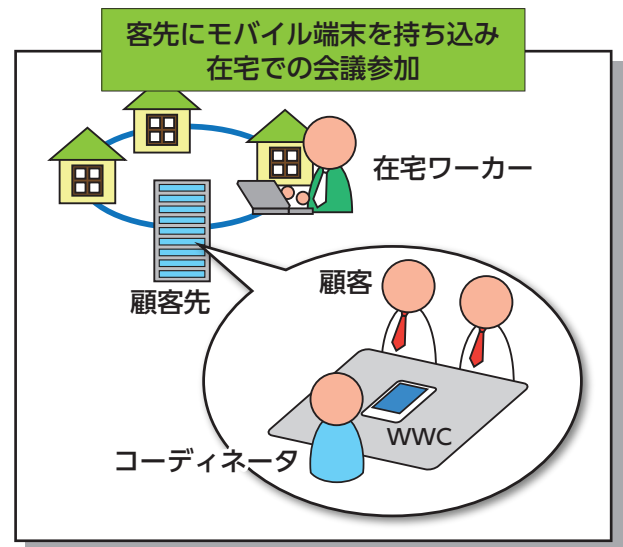 客先にモバイル端末を持ち込み
在宅での会議参加
在宅ワーカー
顧客先
顧客
WWC
コーディネータ